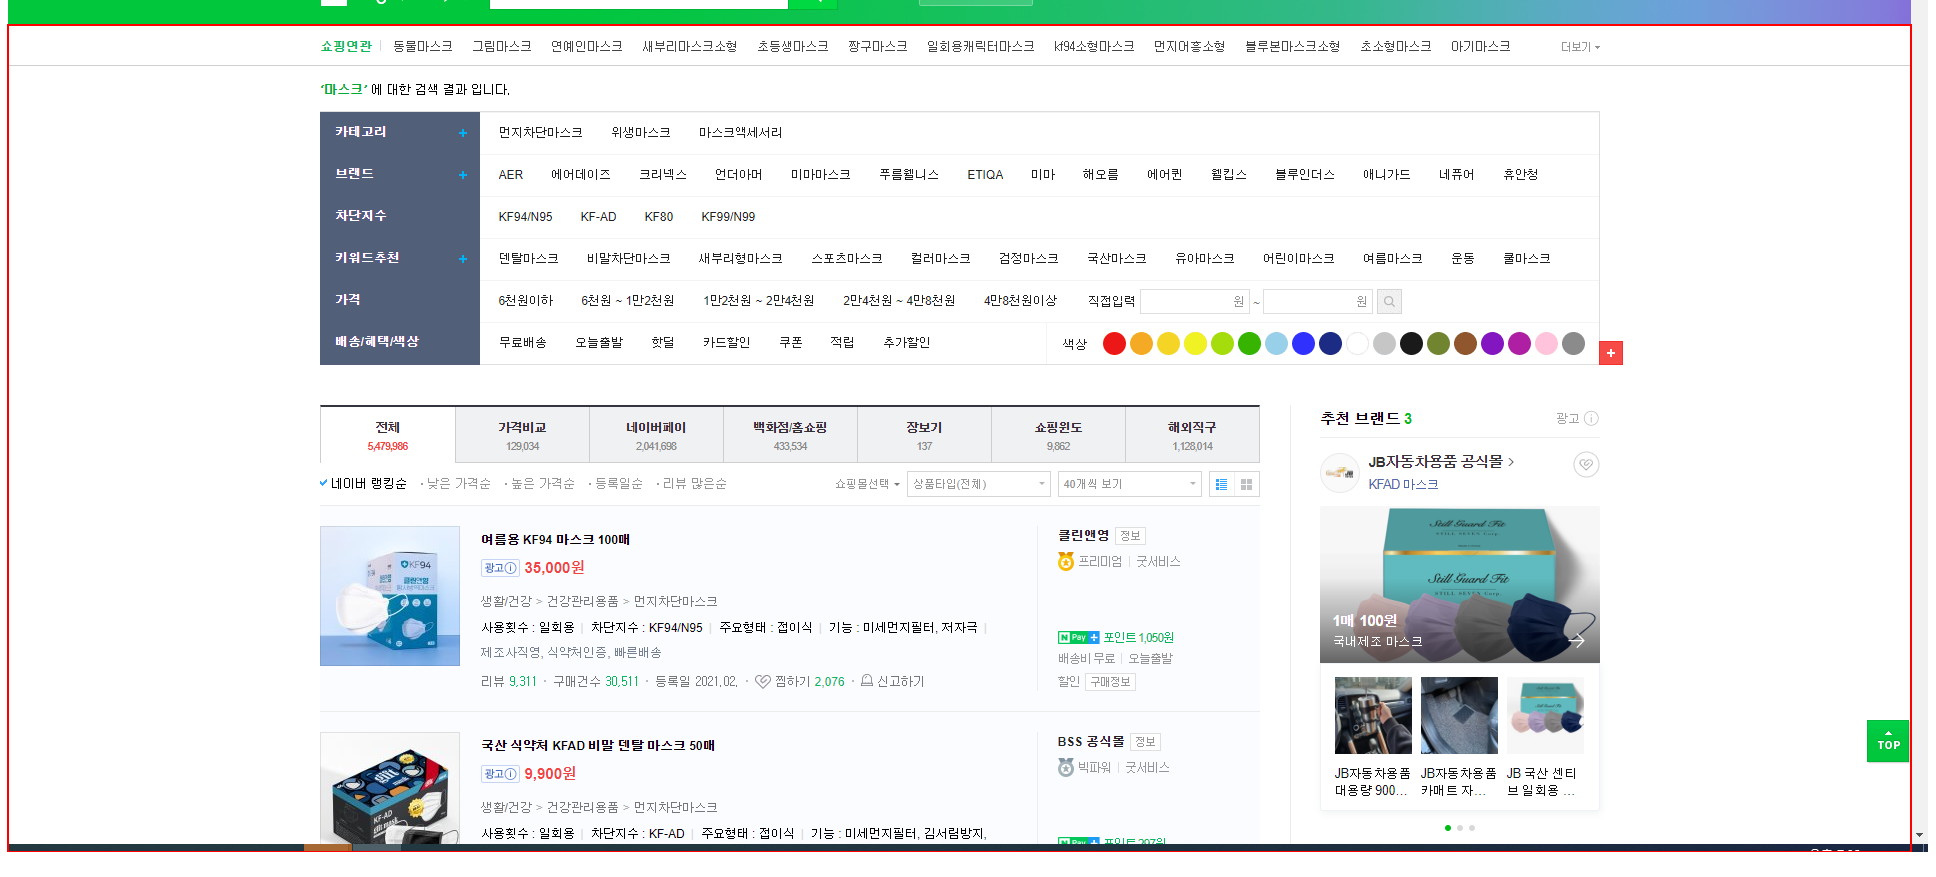 쇼핑연관 동물마스크 그림마스크 연예인마스크 새부리마스크소형 초등생마스크 짱구마스크 일회용캐릭터마스크 kf94소형마스크 먼지어흥소형 블루본마스크소형 초소형마스크 아기마스크 더보기
'마스크' 에 대한 검색 결과 입니다.
카테고리 + 먼지차단마스크 위생마스크 마스크액세서리
브랜드 + AER 에어데이즈 크리넥스 언더아머 미마마스크 푸름웰니스 ETIQA 미마 해오름 에어퀸 웰킵스 블루인더스 애니가드 네퓨어 휴안청
차단지수 KF94/N95 KF-AD KF80 KF99/N99
키워드추천 + 덴탈마스크 비말차단마스크 새부리형마스크 스포츠마스크 컬러마스크 검정마스크 국산마스크 유아마스크 어린이마스크 여름마스크 운동 쿨마스크
가격 6천원이하 6천원 ~ 1만2천원 1만2천원 ~ 2만4천원 2만4천원 ~ 4만8천원 4만8천원이상 직접입력 원 ~ 원
배송/혜택/색상 무료배송 오늘출발 핫딜 카드할인 쿠폰 적립 추가할인 색상 +
전체 가격비교 네이버페이 백화점/홈쇼핑 장보기 쇼핑윈도 해외직구
5,479,986 129,034 2,041,698 433,534 137 9,862 1,128,014
네이버 랭킹순 · 낮은 가격순 · 높은 가격순 · 등록일순 · 리뷰 많은순 쇼핑몰선택 상품타입(전체) 40개씩 보기
여름용 KF94 마스크 100매
광고 35,000원
생활/건강 > 건강관리용품 > 먼지차단마스크
사용횟수 : 일회용 | 차단지수 : KF94/N95 | 주요형태 : 접이식 | 기능 : 미세먼지필터, 저자극 |
제조사직영, 식약처인증, 빠른배송
리뷰 9,311 · 구매건수 30,511 · 등록일 2021.02. · 찜하기 2,076 · 신고하기
KF94
클린앤영 정보
프리미엄 | 굿서비스
N Pay + 포인트 1,050원
배송비 무료 | 오늘출발
할인 구매정보
국산 식약처 KFAD 비말 덴탈 마스크 50매
광고 9,900원
생활/건강 > 건강관리용품 > 먼지차단마스크
사용횟수 : 일회용 | 차단지수 : KF-AD | 주요형태 : 접이식 | 기능 : 미세먼지필터, 김서림방지,
KF-AD
BSS 공식몰 정보
빅파워 | 굿서비스
N Pay + 포인트 297원
추천 브랜드 3 광고
JB자동차용품 공식몰 >
KFAD 마스크
Still Guard Fit
STILL SEVEN Corp.
Still Guard Fit
STILL SEVEN Corp.
1매 100원
국내제조 마스크
JB자동차용품 대용량 900...
JB자동차용품 카매트 자...
JB 국산 센티브 일회용 ...
TOP